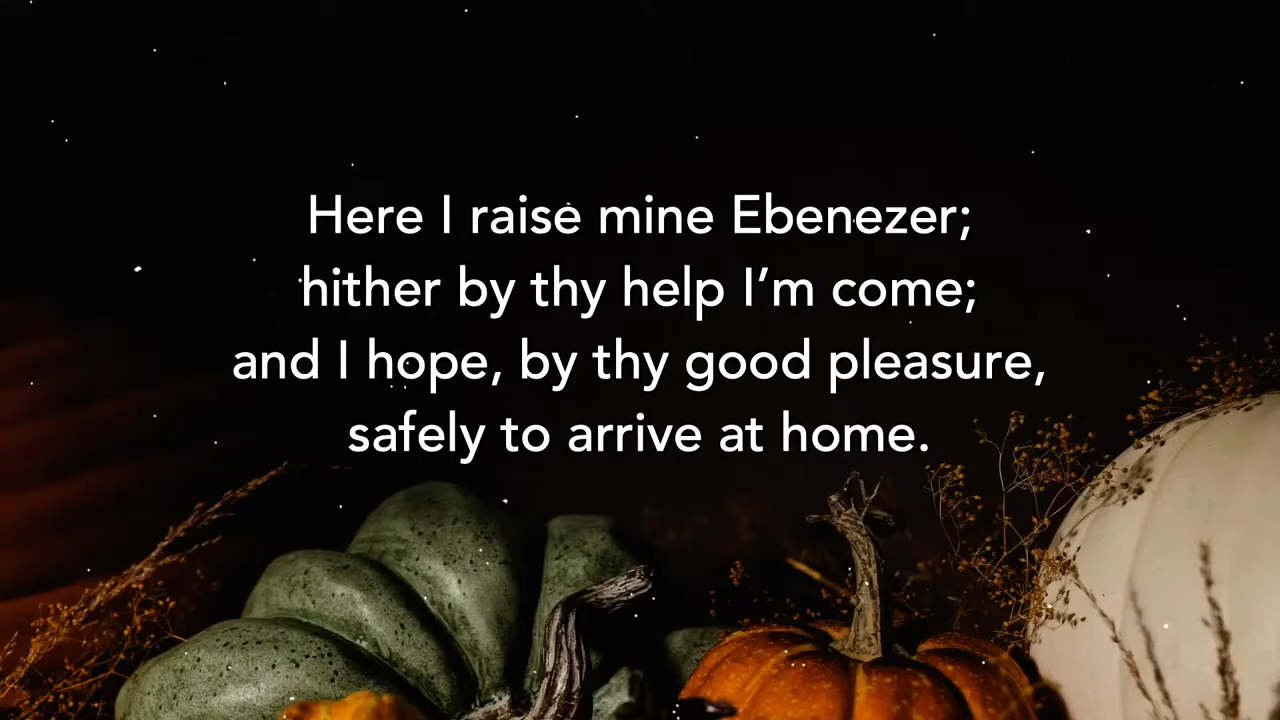 Here I raise mine Ebenezer;
hither by thy help I’m come;
and I hope, by thy good pleasure,
safely to arrive at home.